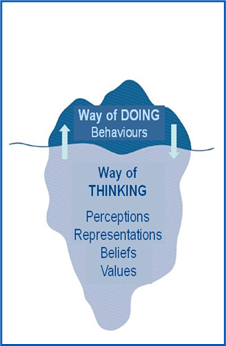 Way of DOING
Behaviours
Way of
THINKING
Perceptions
Representations
Beliefs
Values